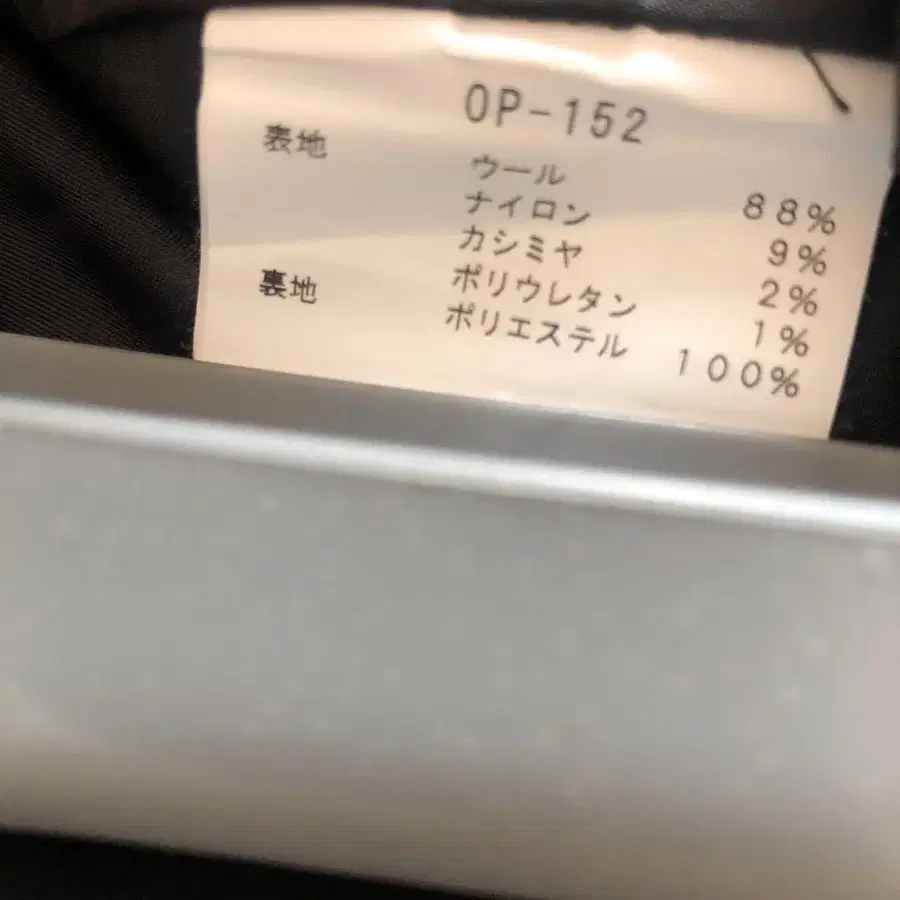 OP-152
表地 ウール 88%
ナイロン 9%
カシミヤ 2%
ポリウレタン 1%
裏地 ポリエステル 100%